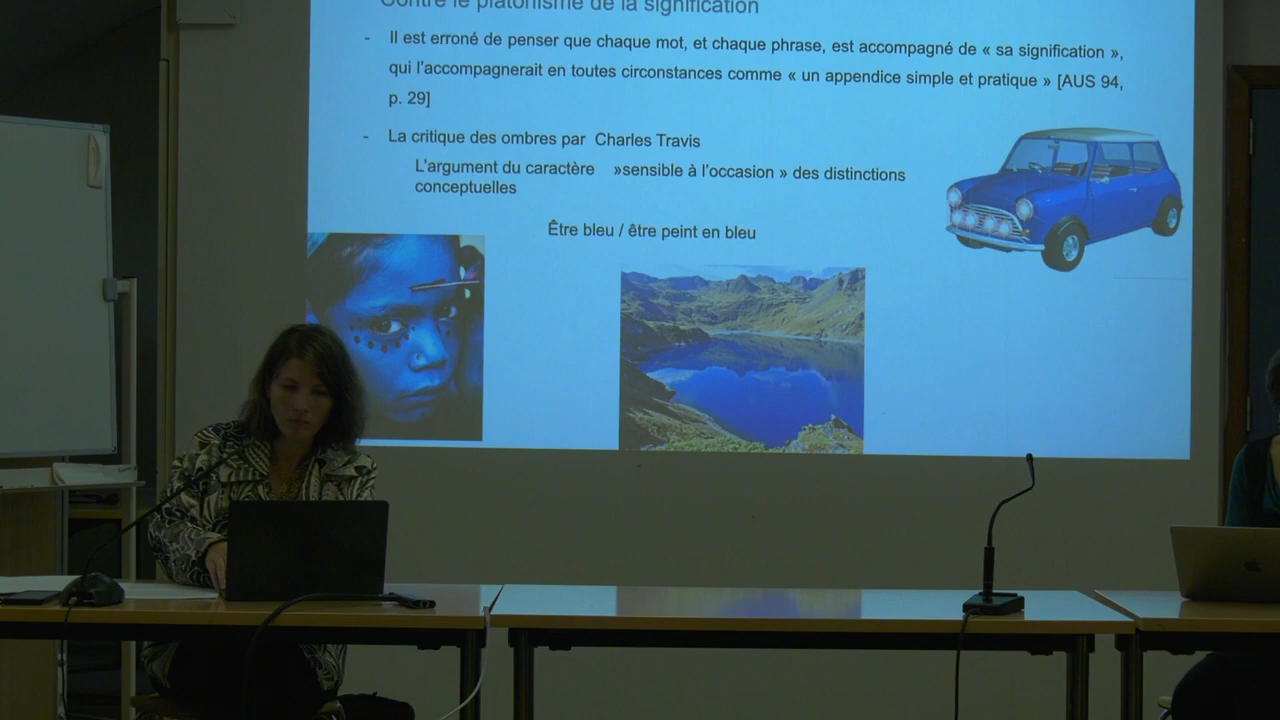 Contre le platonisme de la signification
- Il est erroné de penser que chaque mot, et chaque phrase, est accompagné de « sa signification »,
qui l'accompagnerait en toutes circonstances comme « un appendice simple et pratique » [AUS 94,
p. 29]
- La critique des ombres par Charles Travis
L'argument du caractère »sensible à l'occasion » des distinctions
conceptuelles
Être bleu / être peint en bleu